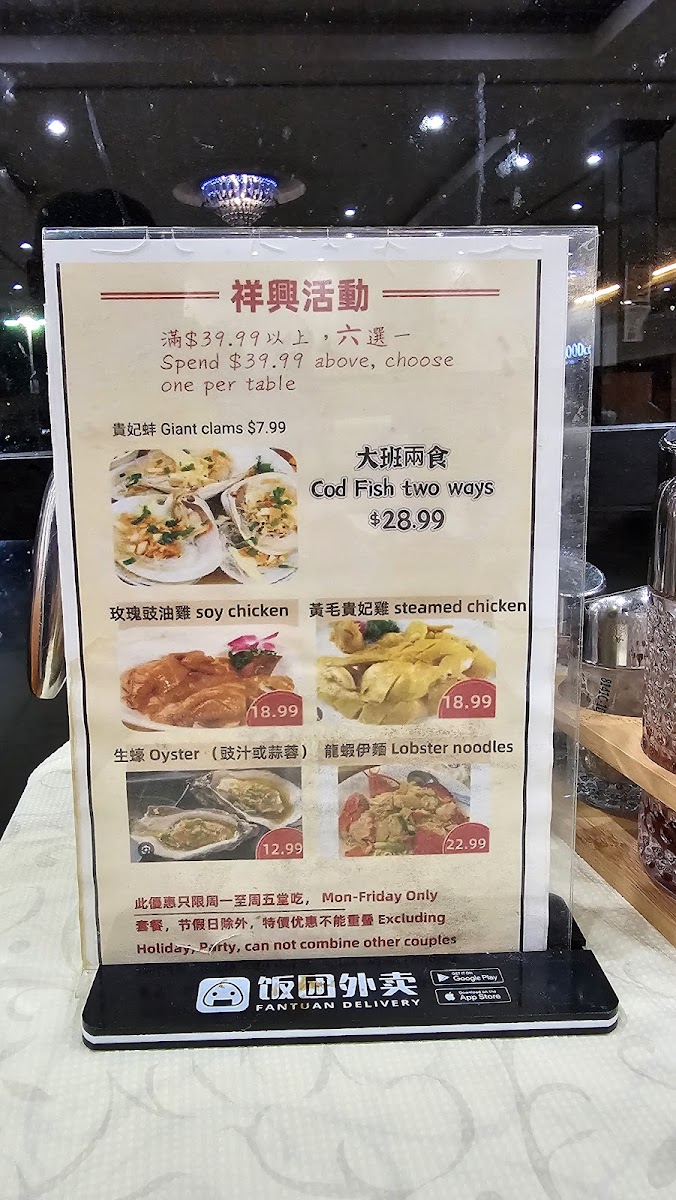 祥興活動
滿$39.99以上，六選一
Spend $39.99 above, choose
one per table
貴妃蚌 Giant clams $7.99
大班兩食
Cod Fish two ways
$28.99
玫瑰豉油雞 soy chicken
18.99
黃毛貴妃雞 steamed chicken
18.99
生蠔 Oyster （豉汁或蒜蓉）
12.99
龍蝦伊麵 Lobster noodles
22.99
此優惠只限周一至周五堂吃， Mon-Friday Only
套餐，节假日除外，特價优惠不能重疊 Excluding
Holiday, Party, can not combine other couples
饭团外卖
FANTUAN DELIVERY
GET IT ON
Google Play
Download on the
App Store